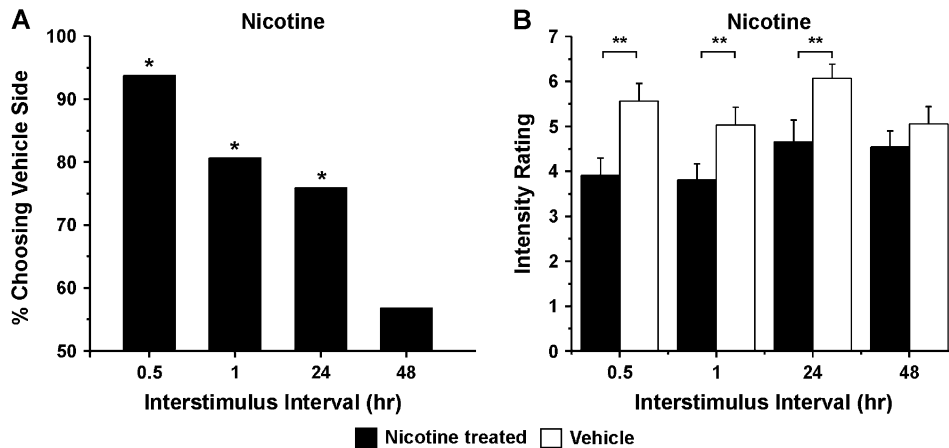 A
Nicotine
% Choosing Vehicle Side
100
90
80
70
60
50
*
*
*
0.5 1 24 48
Interstimulus Interval (hr)
B
Nicotine
Intensity Rating
7
6
5
4
3
2
1
0
** ** **
0.5 1 24 48
Interstimulus Interval (hr)
Nicotine treated Vehicle